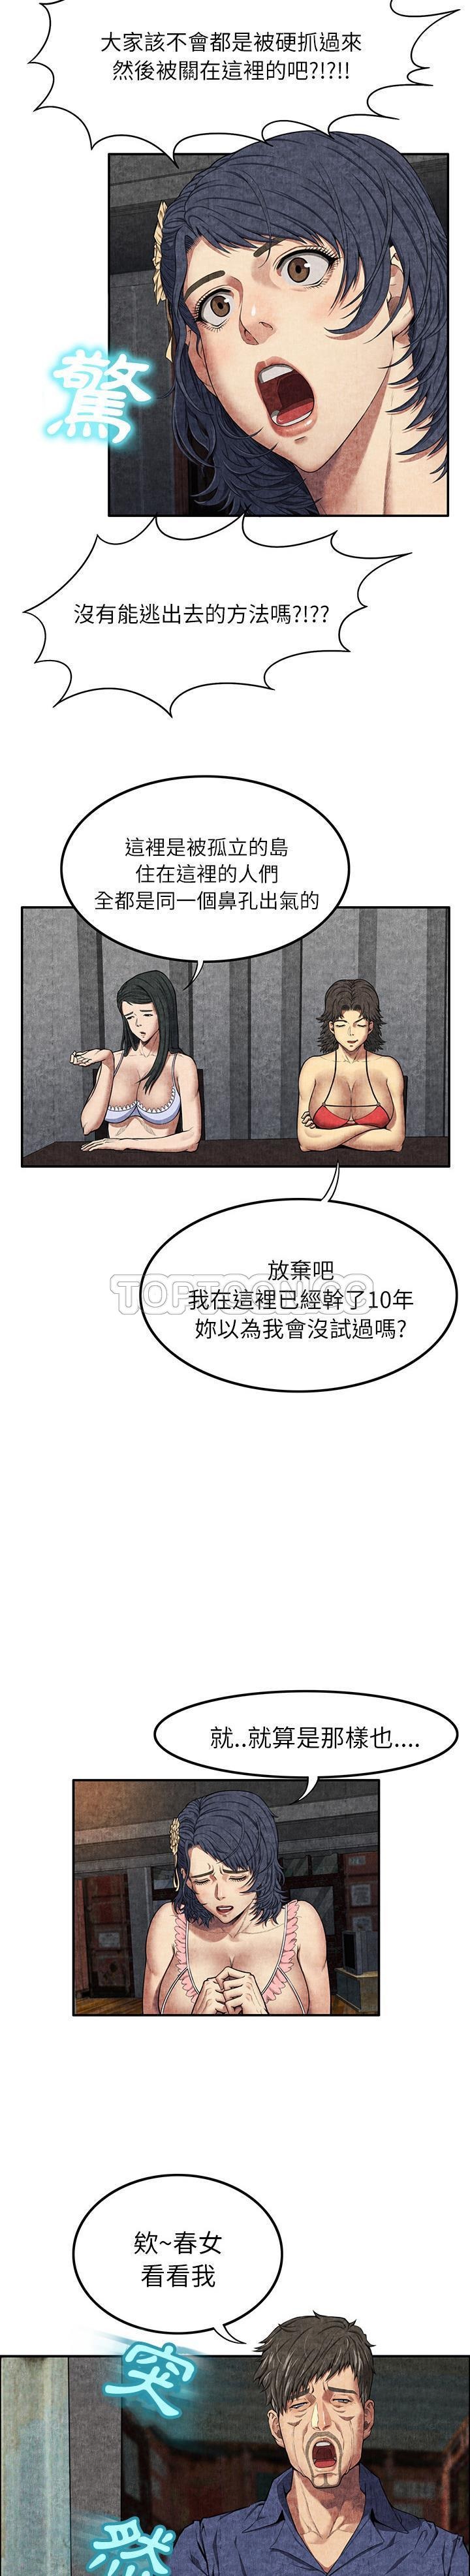 大家該不會都是被硬抓過來
然後被關在這裡的吧?!?!!
驚
沒有能逃出去的方法嗎?!??
這裡是被孤立的島
住在這裡的人們
全都是同一個鼻孔出氣的
放棄吧
我在這裡已經幹了10年
妳以為我會沒試過嗎?
TOPTOON.CC
就..就算是那樣也....
欸~春女
看看我
突
然